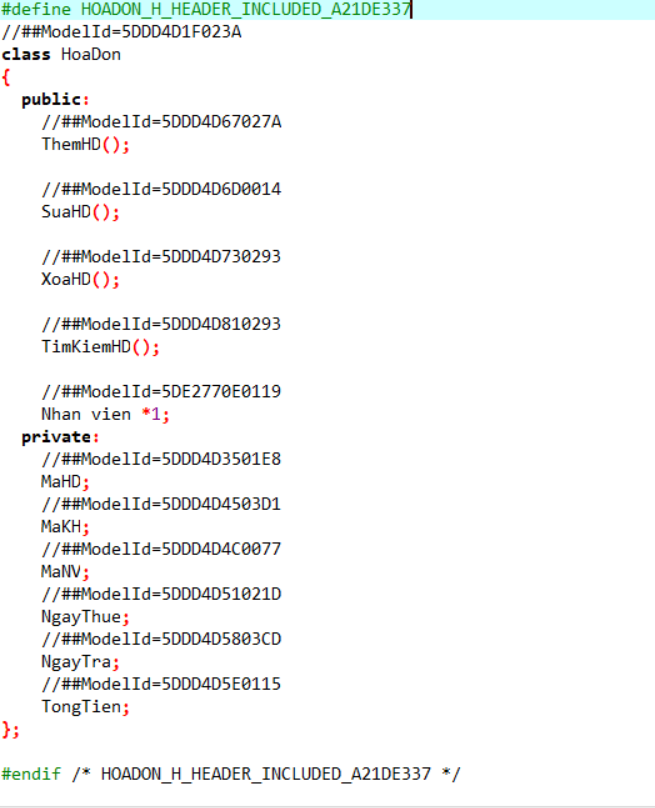 #define HOADON_H_HEADER_INCLUDED_A21DE337
//##ModelId=5DDD4D1F023A
class HoaDon
{
public:
//##ModelId=5DDD4D67027A
ThemHD();
//##ModelId=5DDD4D6D0014
SuaHD();
//##ModelId=5DDD4D730293
XoaHD();
//##ModelId=5DDD4D810293
TimKiemHD();
//##ModelId=5DE2770E0119
Nhan vien *1;
private:
//##ModelId=5DDD4D3501E8
MaHD;
//##ModelId=5DDD4D4503D1
MaKH;
//##ModelId=5DDD4D4C0077
MaNV;
//##ModelId=5DDD4D51021D
NgayThue;
//##ModelId=5DDD4D5803CD
NgayTra;
//##ModelId=5DDD4D5E0115
TongTien;
};
#endif /* HOADON_H_HEADER_INCLUDED_A21DE337 */